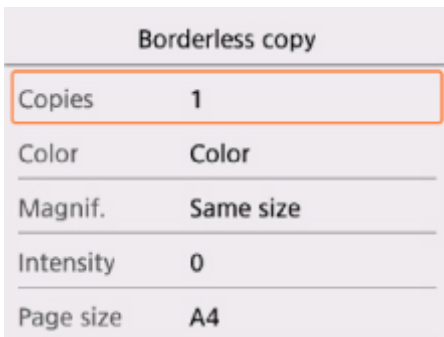 Borderless copy
Copies 1
Color Color
Magnif. Same size
Intensity 0
Page size A4